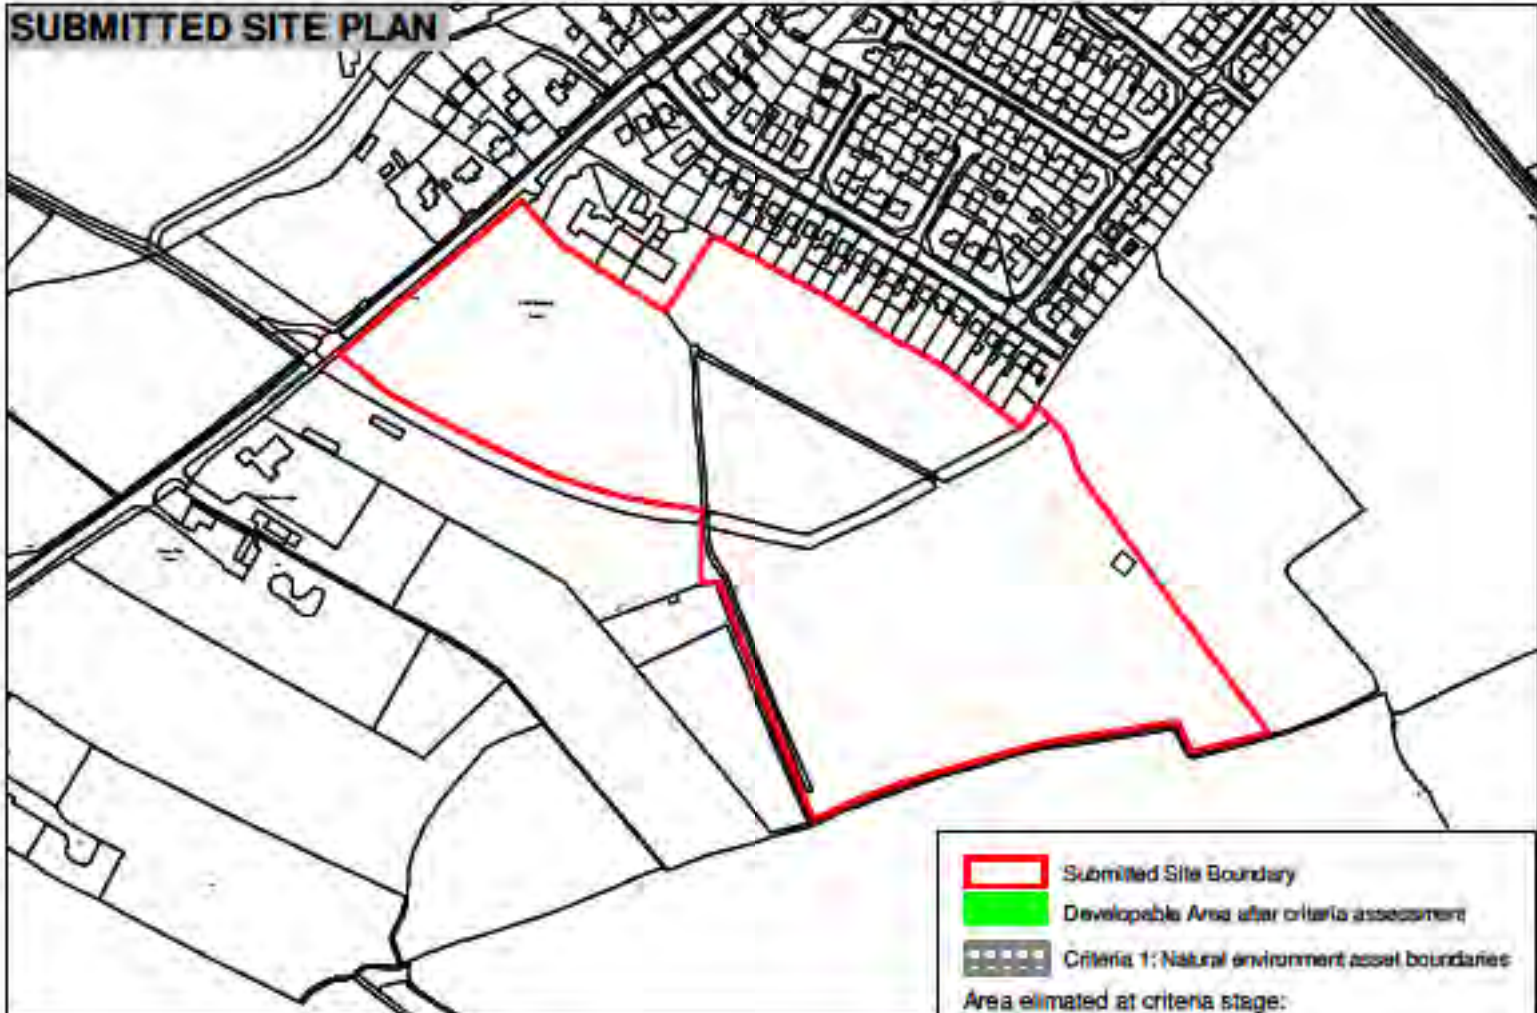 SUBMITTED SITE PLAN
Submitted Site Boundary
Developable Area after criteria assessment
Criteria 1: Natural environment asset boundaries
Area elimated at criteria stage: